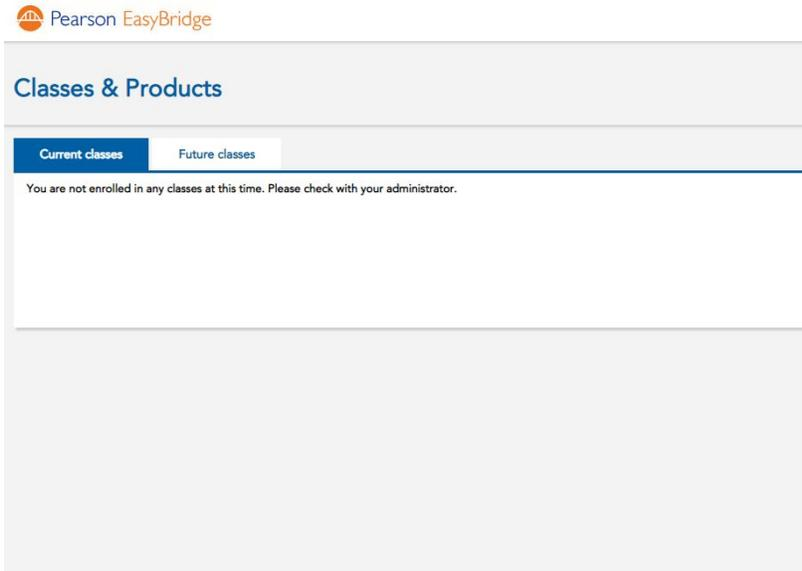 Pearson EasyBridge
Classes & Products
Current classes
Future classes
You are not enrolled in any classes at this time. Please check with your administrator.